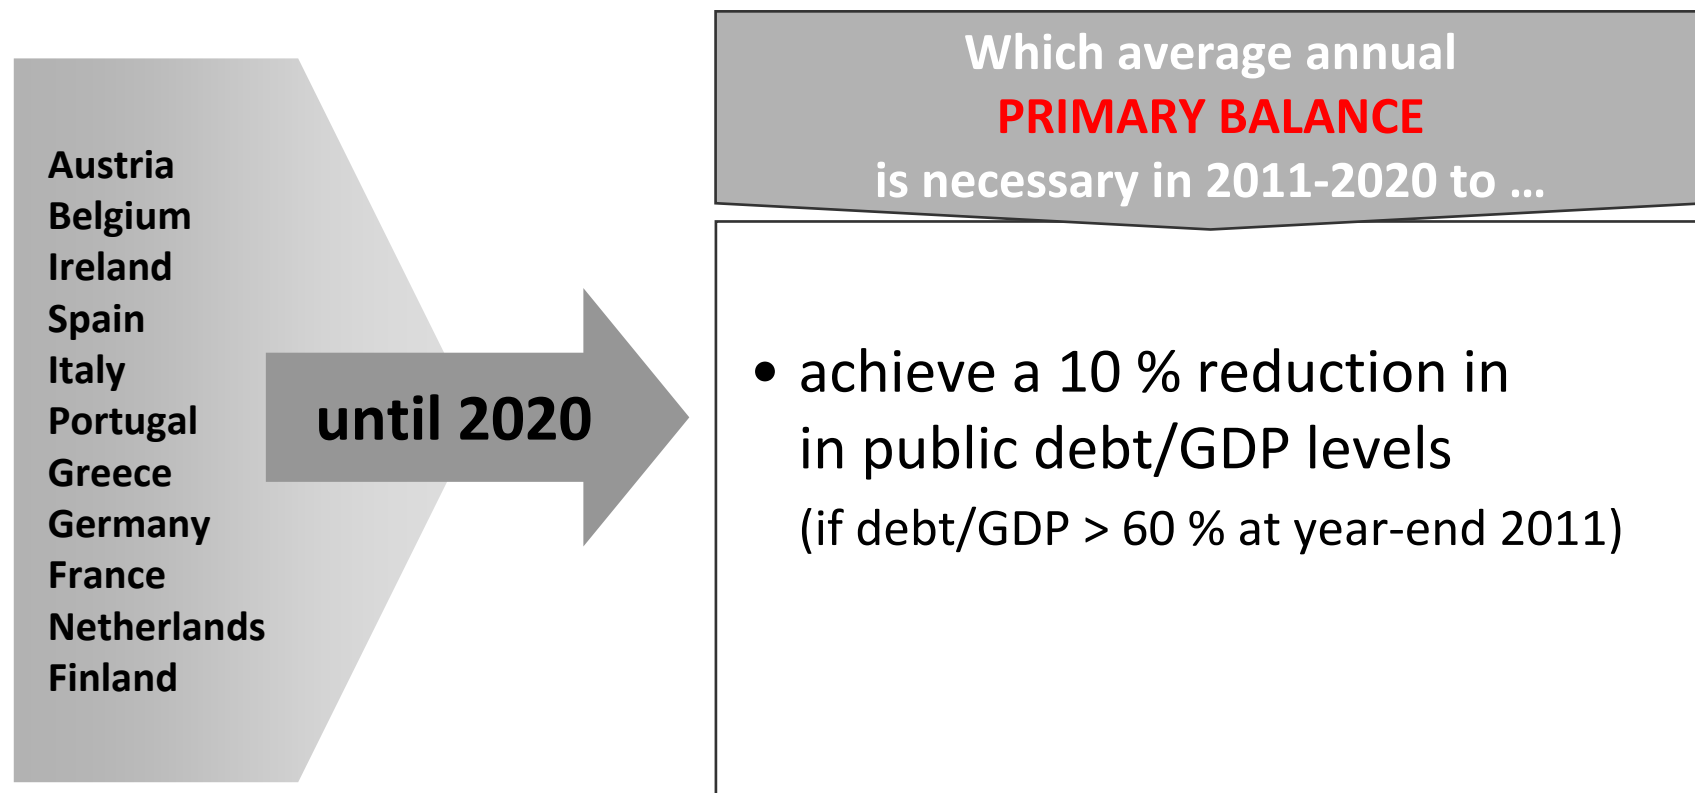 Austria
Belgium
Ireland
Spain
Italy
Portugal
Greece
Germany
France
Netherlands
Finland
until 2020
Which average annual
PRIMARY BALANCE
is necessary in 2011-2020 to …
• achieve a 10 % reduction in
in public debt/GDP levels
(if debt/GDP > 60 % at year-end 2011)